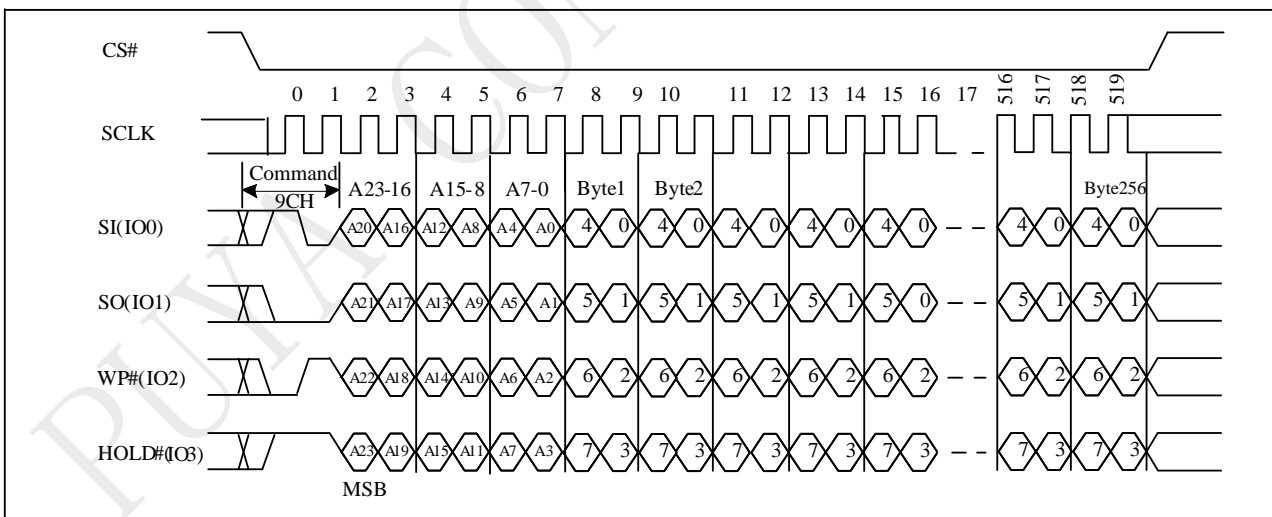 PUYA CON
CS#
0 1 2 3 4 5 6 7 8 9 10 11 12 13 14 15 16 17 516 517 518 519
SCLK
Command
9CH
A23-16 A15-8 A7-0 Byte1 Byte2 Byte256
SI(IO0) A20 A16 A12 A8 A4 A0 4 0 4 0 4 0 4 0 4 0 4 0 4 0
SO(IO1) A21 A17 A13 A9 A5 A1 5 1 5 1 5 1 5 1 5 0 5 1 5 1
WP#(IO2) A22 A18 A14 A10 A6 A2 6 2 6 2 6 2 6 2 6 2 6 2 6 2
HOLD#(IO3) A23 A19 A15 A11 A7 A3 7 3 7 3 7 3 7 3 7 3 7 3 7 3
MSB